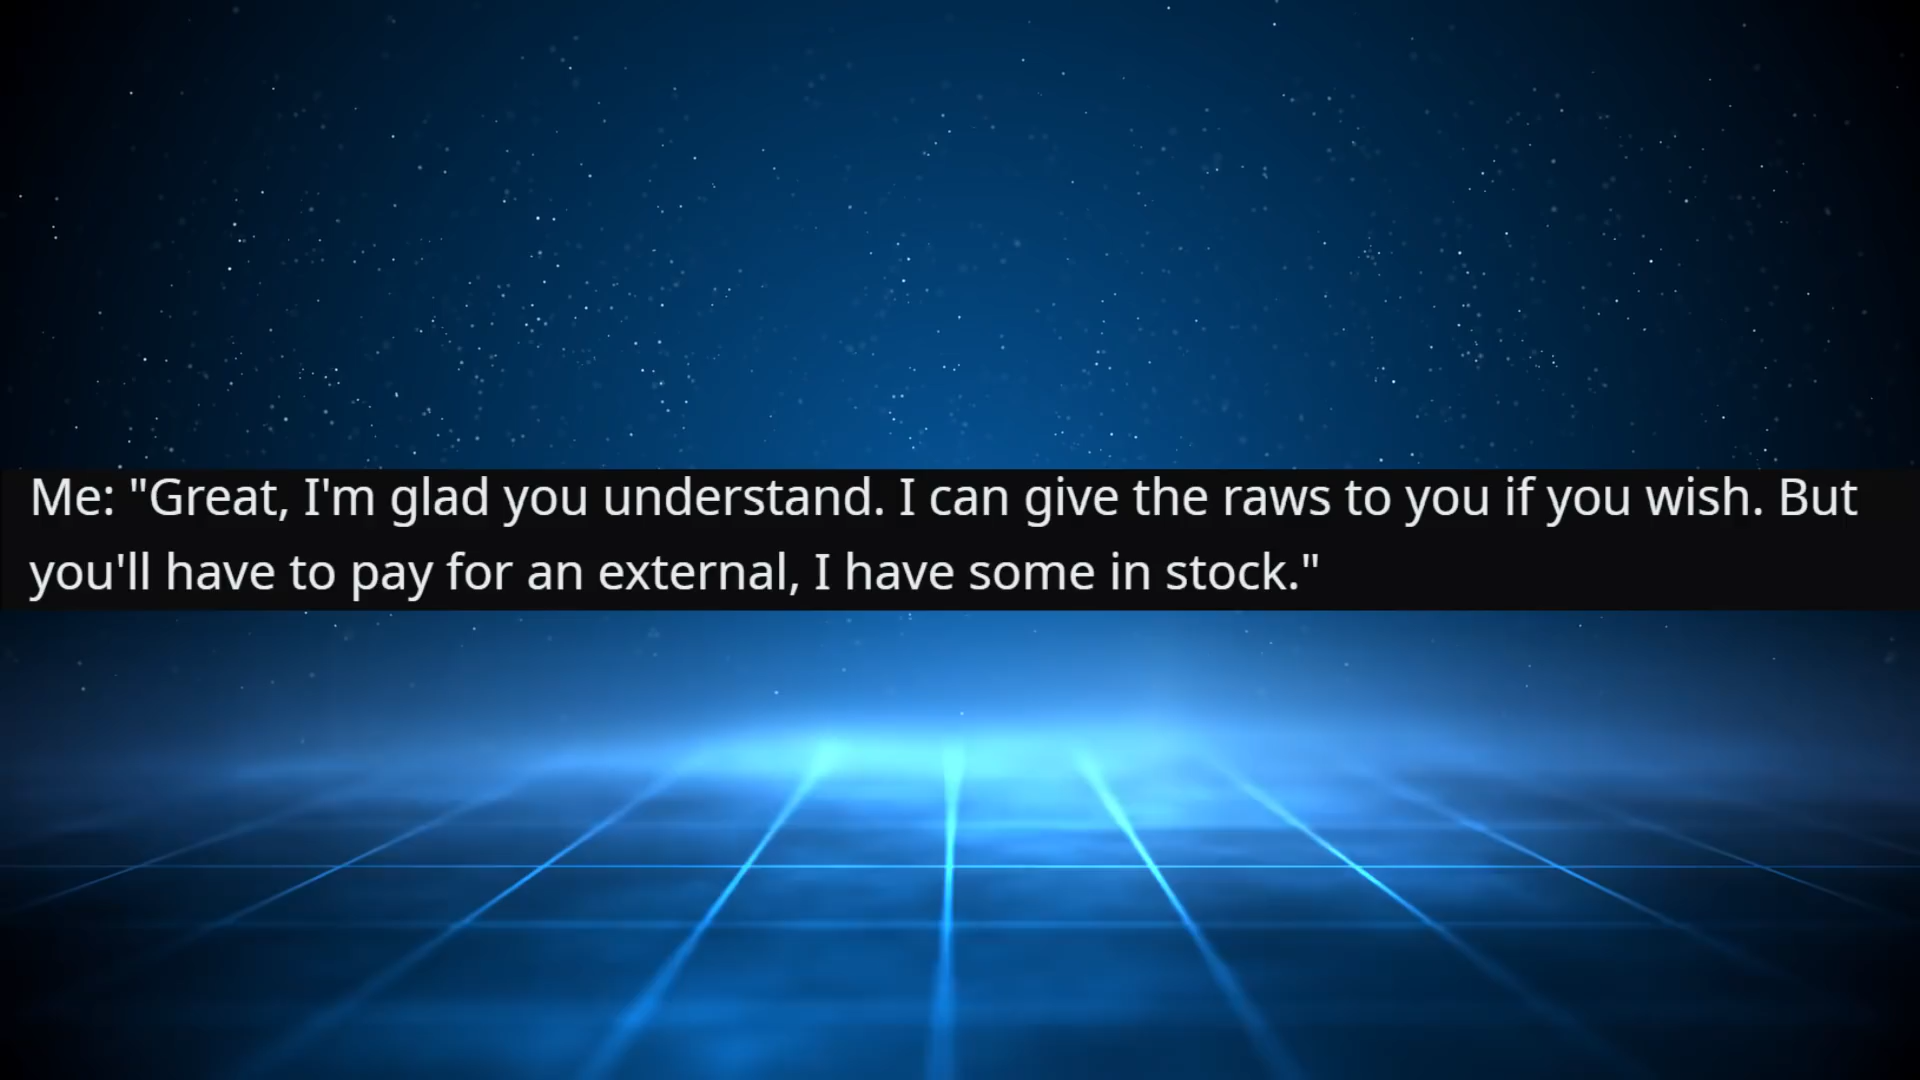 Me: "Great, I'm glad you understand. I can give the raws to you if you wish. But
you'll have to pay for an external, I have some in stock."